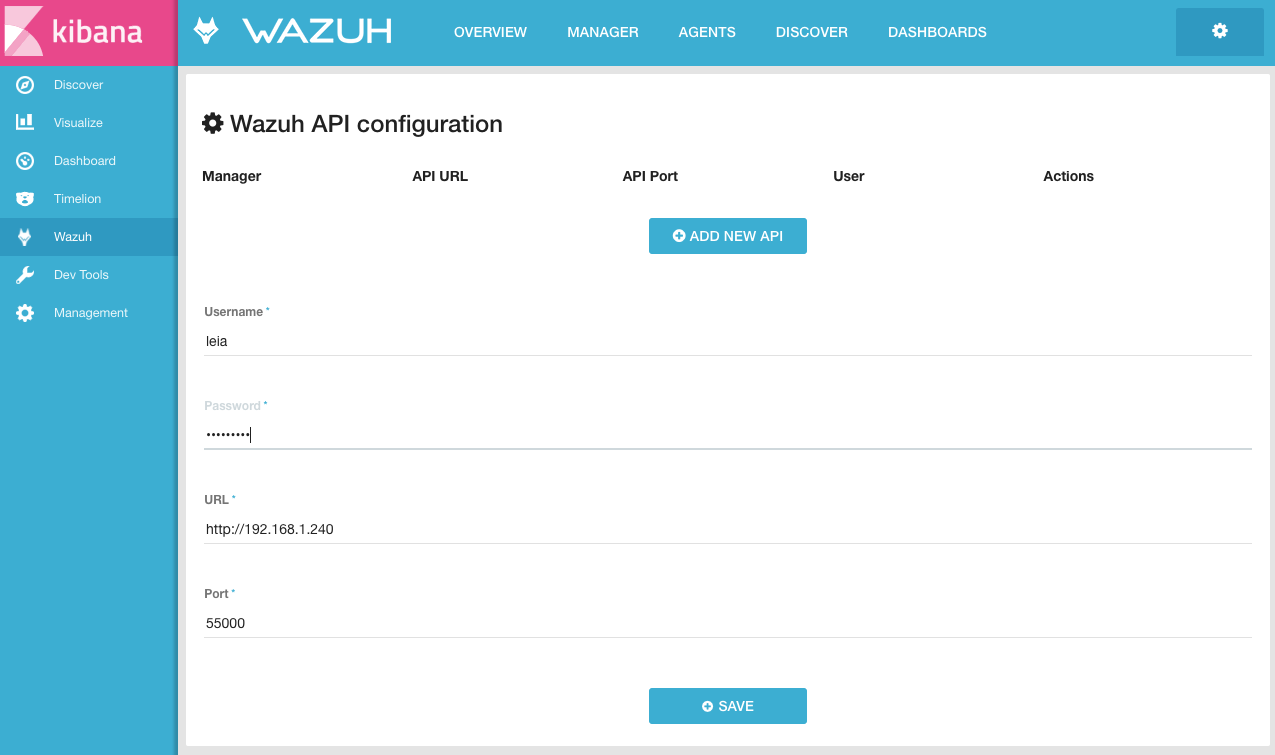 kibana
WAZUH
OVERVIEW MANAGER AGENTS DISCOVER DASHBOARDS
Discover
Visualize
Dashboard
Timelion
Wazuh
Dev Tools
Management
Wazuh API configuration
Manager API URL API Port User Actions
ADD NEW API
Username *
leia
Password *
•••••••••
URL *
http://192.168.1.240
Port *
55000
SAVE